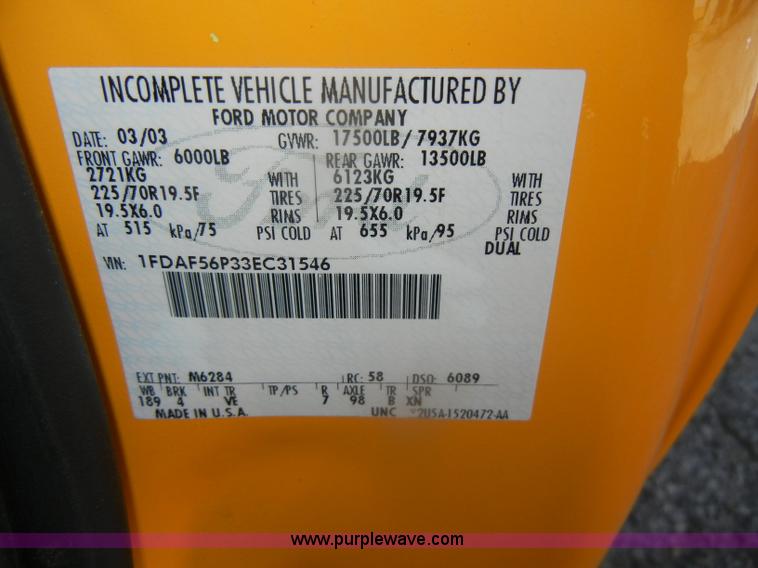 INCOMPLETE VEHICLE MANUFACTURED BY
FORD MOTOR COMPANY
DATE: 03/03 GVWR: 17500LB/ 7937KG
FRONT GAWR: 6000LB REAR GAWR: 13500LB
2721KG WITH 6123KG WITH
225/70R19.5F TIRES 225/70R19.5F TIRES
19.5X6.0 RIMS 19.5X6.0 RIMS
AT 515 kPa/75 PSI COLD AT 655 kPa/95 PSI COLD
DUAL
VIN: 1FDAF56P33EC31546
EXT PNT: M6284 RC: 58 DSO: 6089
WB BRK INT TR TP/PS R AXLE TR SPR
189 4 VE 7 98 B XN
MADE IN U.S.A. UNC *2U5A-1520472-AA
Ford
www.purplewave.com